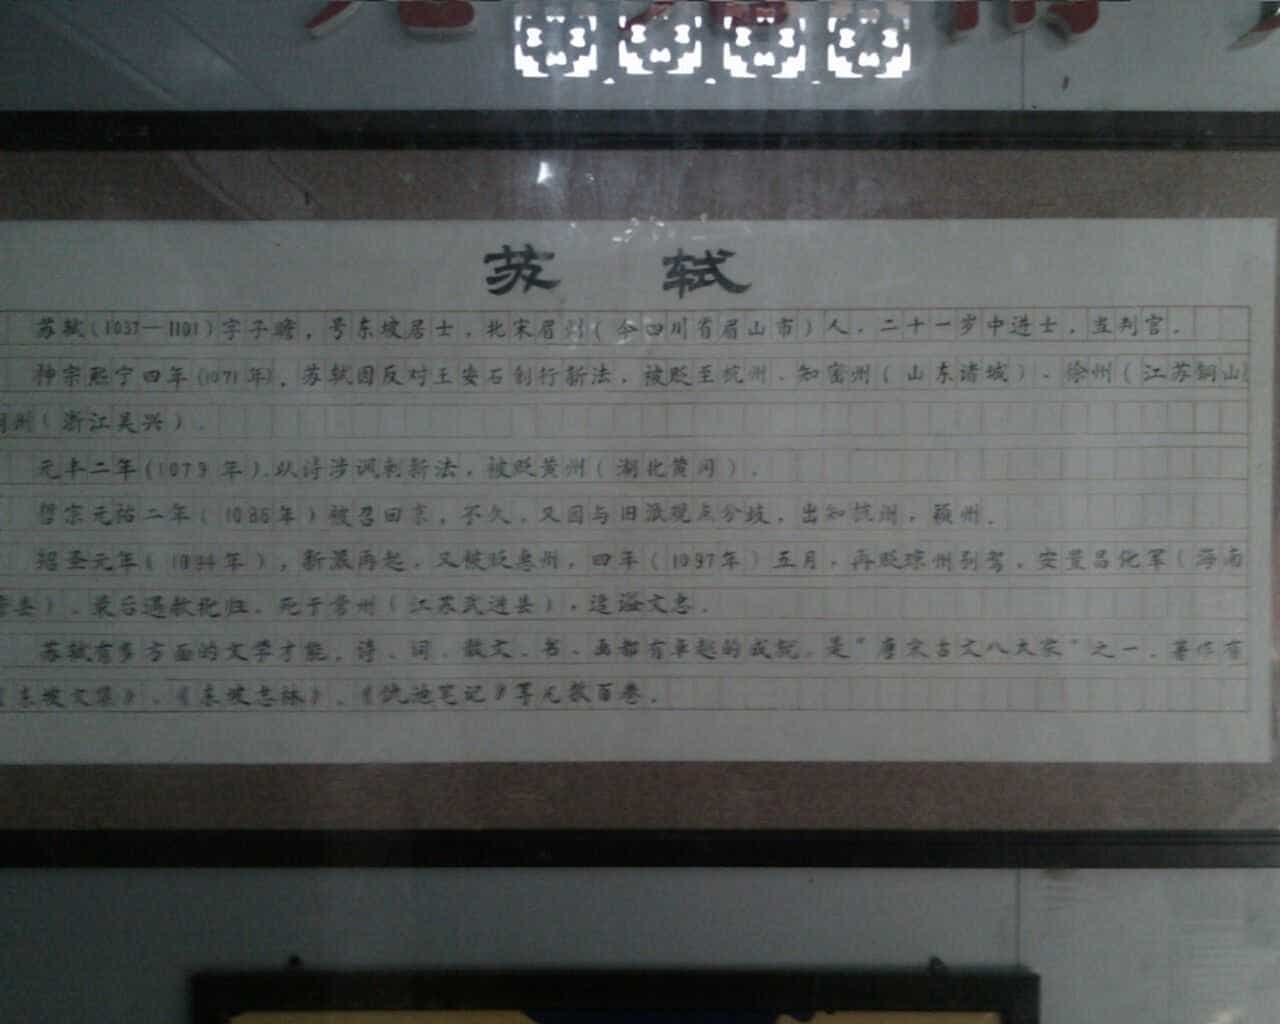 苏 轼
苏轼(1037—1101)字子瞻，号东坡居士，北宋眉州(今四川省眉山市)人，二十一岁中进士，当判官。
神宗熙宁四年(1071年)，苏轼因反对王安石创行新法，被贬至杭州、知密州(山东诸城)、徐州(江苏铜山
州(浙江吴兴)。
元丰二年(1079年)，以诗涉讽刺新法，被贬黄州(湖北黄冈)。
哲宗元祐二年(1086年)被召回京，不久，又因与旧派观点分歧，出知杭州，颖州。
绍圣元年(1094年)，新派再起，又被贬惠州，四年(1097年)五月，再贬琼州别驾，安置昌化军(海南
县)。最后遇赦北归，死于常州(江苏武进县)，追谥文忠。
苏轼有多方面的文学才能，诗、词、散文、书、画都有卓越的成就，是“唐宋古文八大家”之一，著作有
《东坡文集》、《东坡志林》、《仇池笔记》等凡数百卷。